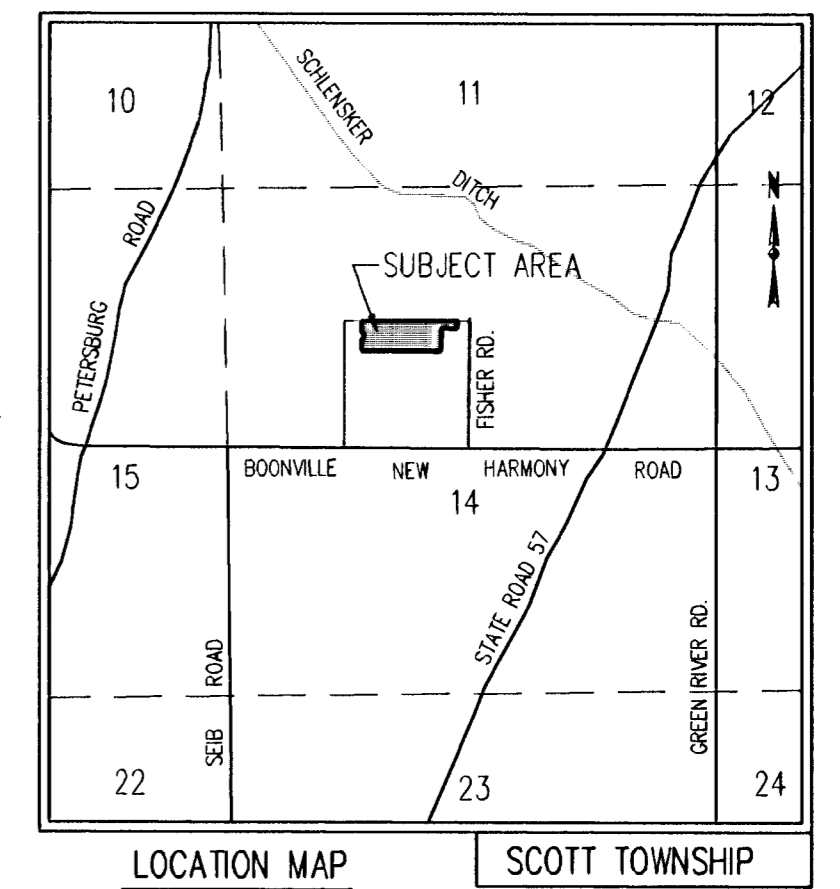 10
11
12
SCHLENSKER
DITCH
N
PETERSBURG ROAD
SUBJECT AREA
FISHER RD.
15
BOONVILLE NEW HARMONY ROAD
14
13
STATE ROAD 57
SEIB ROAD
GREEN RIVER RD.
22
23
24
LOCATION MAP
SCOTT TOWNSHIP